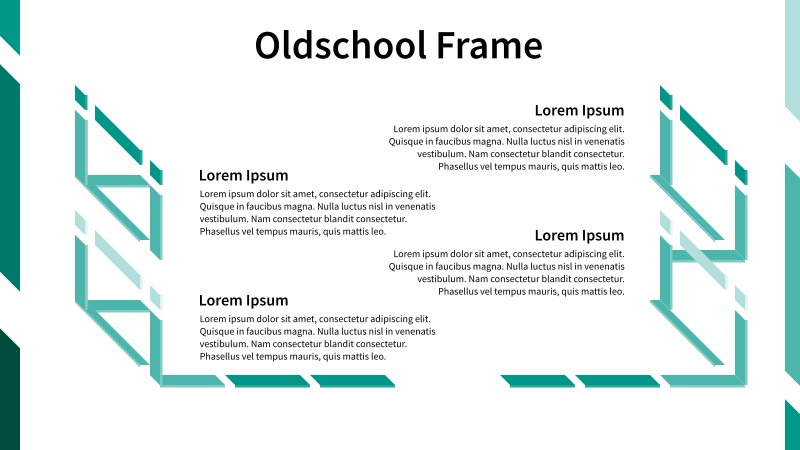 Oldschool Frame
Lorem Ipsum
Lorem ipsum dolor sit amet, consectetur adipiscing elit.
Quisque in faucibus magna. Nulla luctus nisl in venenatis
vestibulum. Nam consectetur blandit consectetur.
Phasellus vel tempus mauris, quis mattis leo.
Lorem Ipsum
Lorem ipsum dolor sit amet, consectetur adipiscing elit.
Quisque in faucibus magna. Nulla luctus nisl in venenatis
vestibulum. Nam consectetur blandit consectetur.
Phasellus vel tempus mauris, quis mattis leo.
Lorem Ipsum
Lorem ipsum dolor sit amet, consectetur adipiscing elit.
Quisque in faucibus magna. Nulla luctus nisl in venenatis
vestibulum. Nam consectetur blandit consectetur.
Phasellus vel tempus mauris, quis mattis leo.
Lorem Ipsum
Lorem ipsum dolor sit amet, consectetur adipiscing elit.
Quisque in faucibus magna. Nulla luctus nisl in venenatis
vestibulum. Nam consectetur blandit consectetur.
Phasellus vel tempus mauris, quis mattis leo.